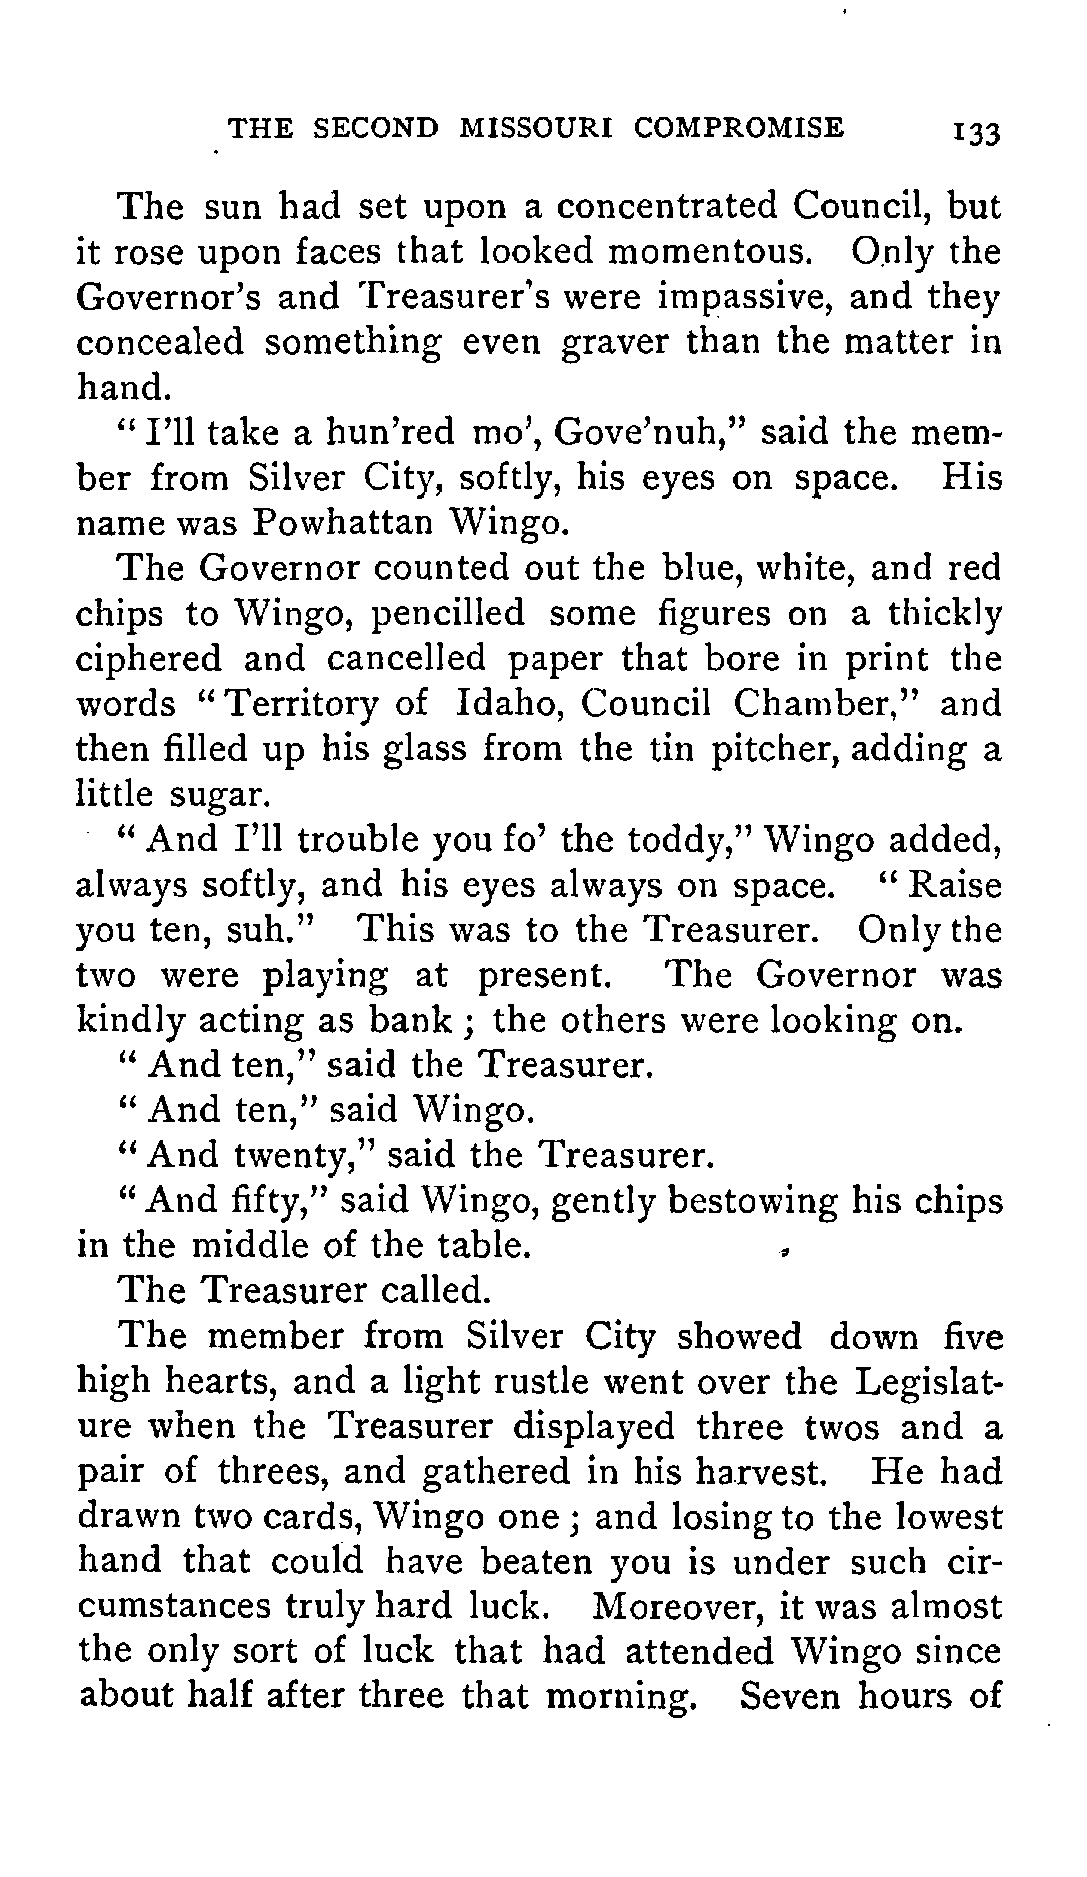 THE SECOND MISSOURI COMPROMISE 133
The sun had set upon a concentrated Council, but
it rose upon faces that looked momentous. Only the
Governor's and Treasurer's were impassive, and they
concealed something even graver than the matter in
hand.
“ I'll take a hun'red mo', Gove'nuh,” said the mem-
ber from Silver City, softly, his eyes on space. His
name was Powhattan Wingo.
The Governor counted out the blue, white, and red
chips to Wingo, pencilled some figures on a thickly
ciphered and cancelled paper that bore in print the
words “ Territory of Idaho, Council Chamber,” and
then filled up his glass from the tin pitcher, adding a
little sugar.
“ And I'll trouble you fo' the toddy,” Wingo added,
always softly, and his eyes always on space. “ Raise
you ten, suh.” This was to the Treasurer. Only the
two were playing at present. The Governor was
kindly acting as bank ; the others were looking on.
“ And ten,” said the Treasurer.
“ And ten,” said Wingo.
“ And twenty,” said the Treasurer.
“ And fifty,” said Wingo, gently bestowing his chips
in the middle of the table.
The Treasurer called.
The member from Silver City showed down five
high hearts, and a light rustle went over the Legislat-
ure when the Treasurer displayed three twos and a
pair of threes, and gathered in his harvest. He had
drawn two cards, Wingo one ; and losing to the lowest
hand that could have beaten you is under such cir-
cumstances truly hard luck. Moreover, it was almost
the only sort of luck that had attended Wingo since
about half after three that morning. Seven hours of